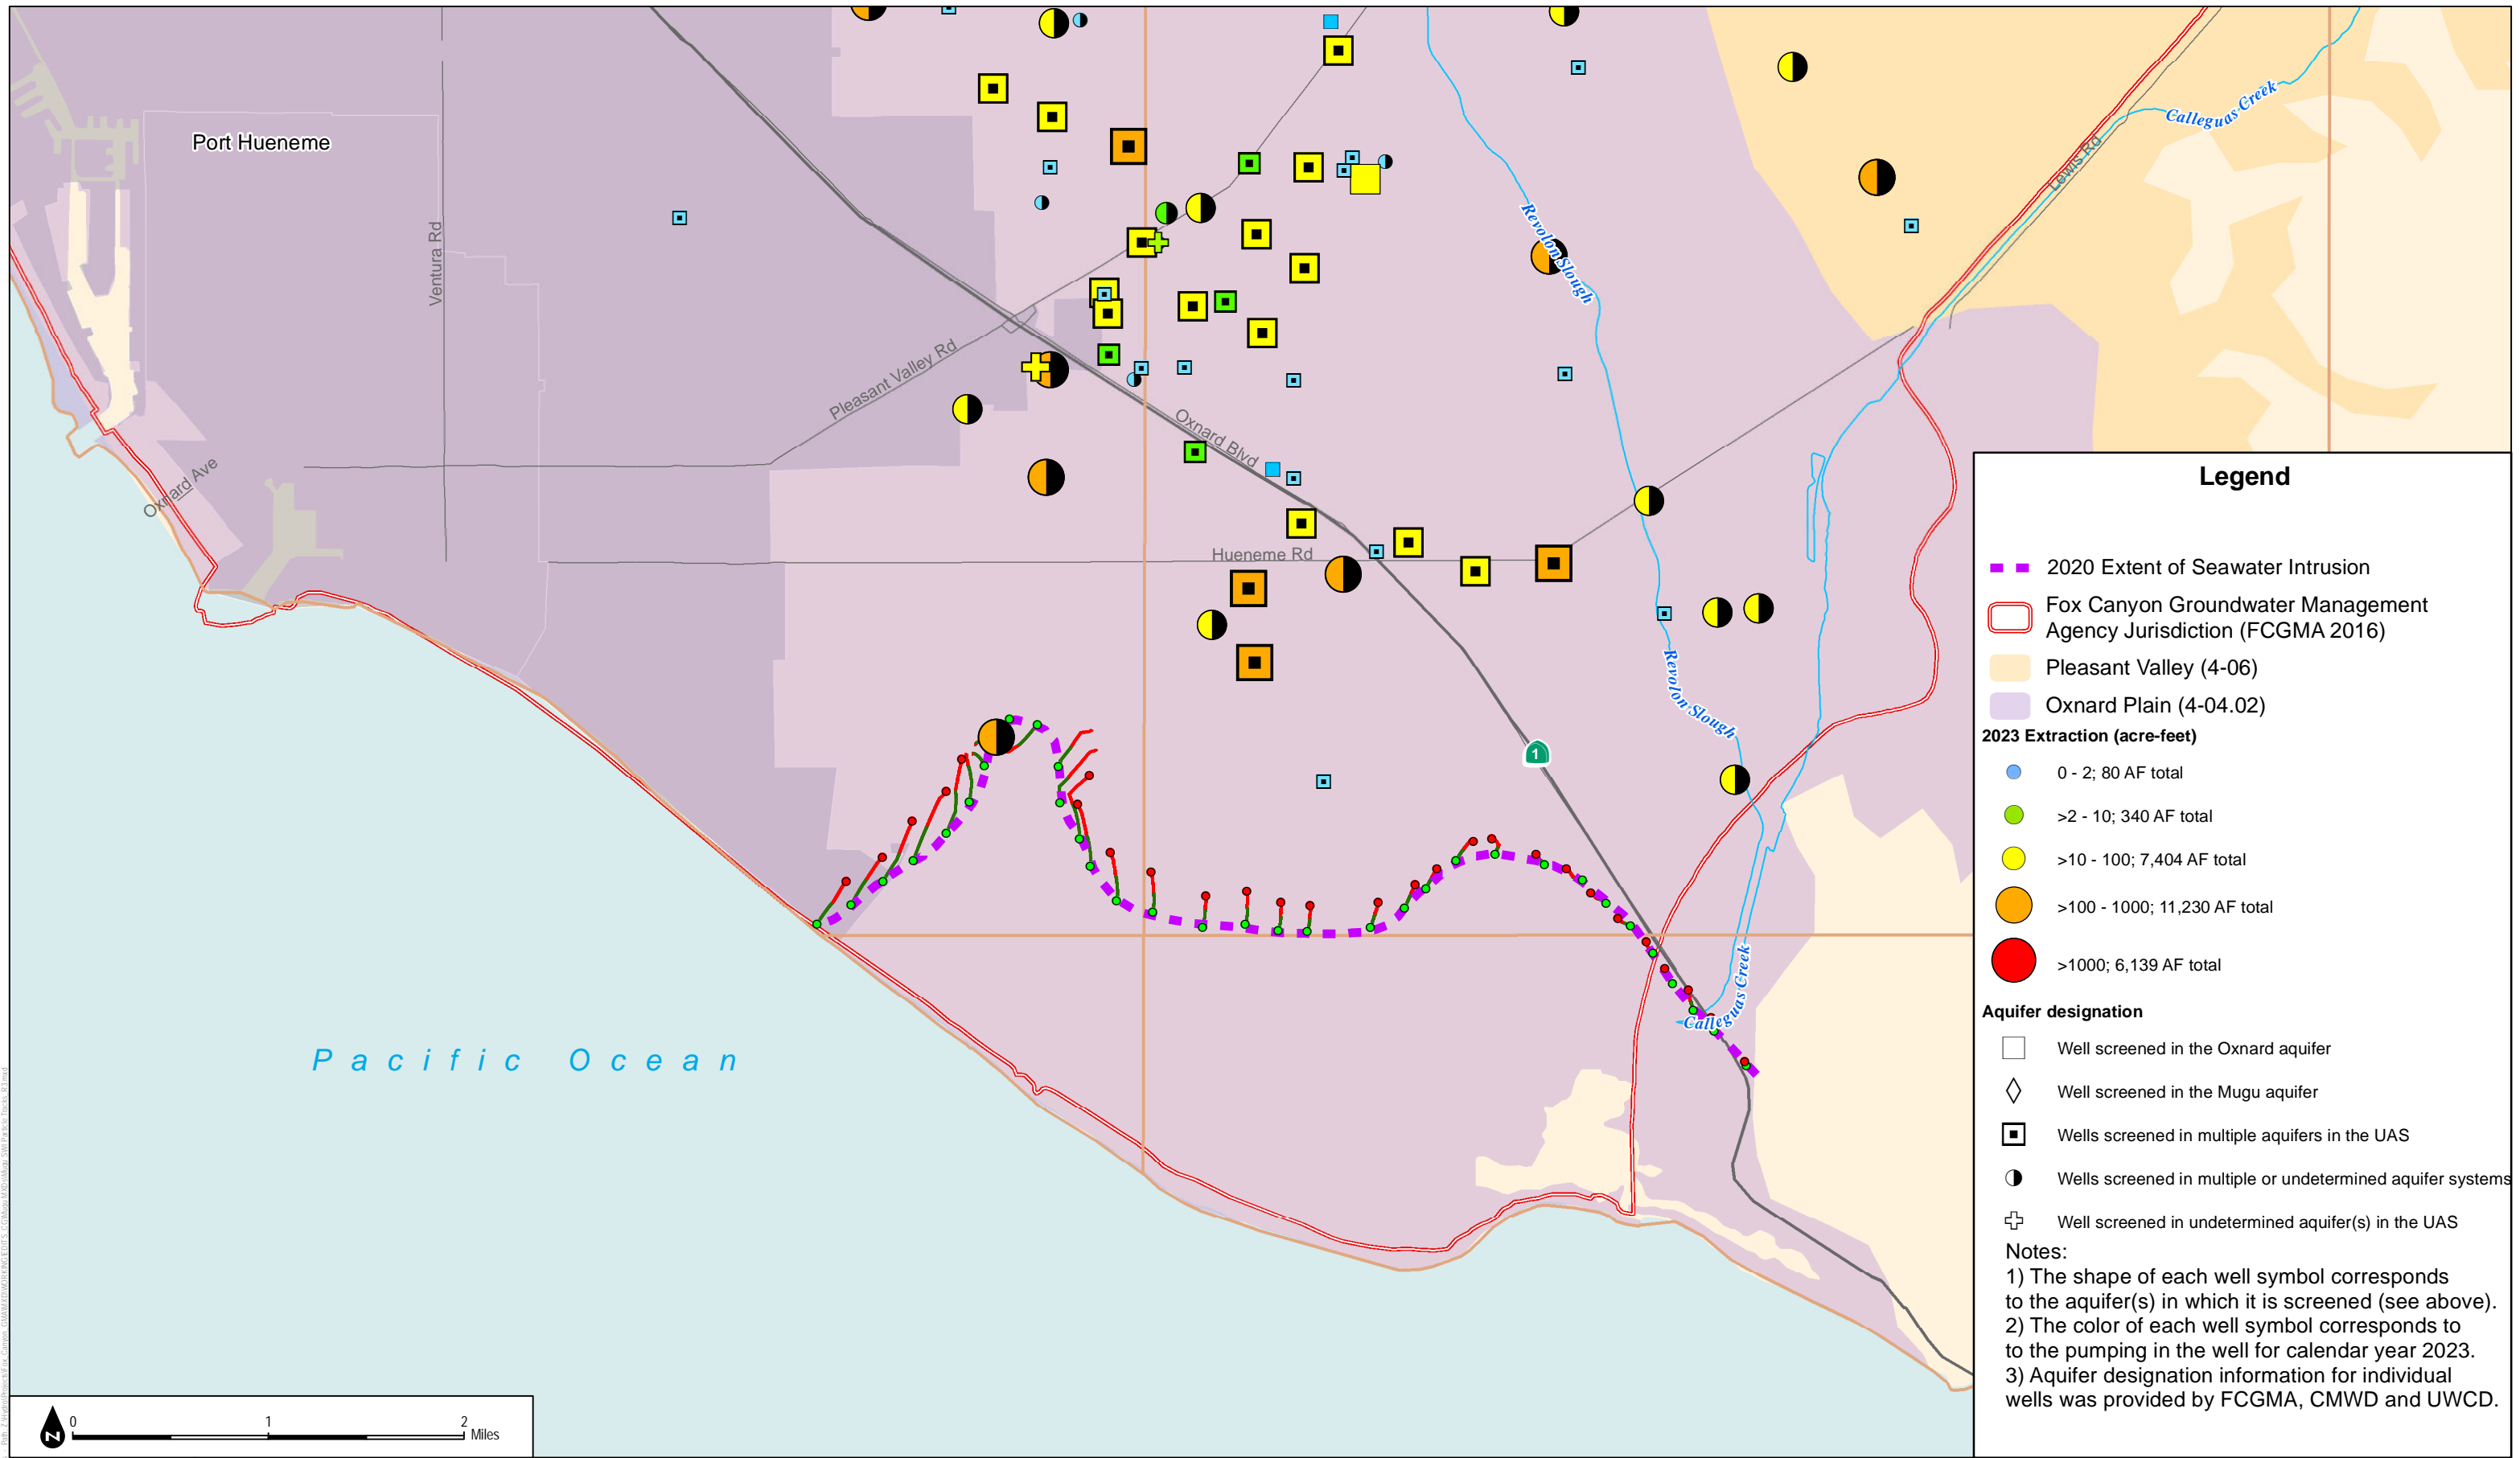 Port Hueneme
Ventura Rd
Oxnard Ave
Pleasant Valley Rd
Oxnard Blvd
Hueneme Rd
Revolon Slough
Revolon Slough
Calleguas Creek
Lewis Rd
1
Calleguas Creek
Pacific Ocean
N
0 1 2
Miles
Legend
2020 Extent of Seawater Intrusion
Fox Canyon Groundwater Management
Agency Jurisdiction (FCGMA 2016)
Pleasant Valley (4-06)
Oxnard Plain (4-04.02)
2023 Extraction (acre-feet)
0 - 2; 80 AF total
>2 - 10; 340 AF total
>10 - 100; 7,404 AF total
>100 - 1000; 11,230 AF total
>1000; 6,139 AF total
Aquifer designation
Well screened in the Oxnard aquifer
Well screened in the Mugu aquifer
Wells screened in multiple aquifers in the UAS
Wells screened in multiple or undetermined aquifer systems
Well screened in undetermined aquifer(s) in the UAS
Notes:
1) The shape of each well symbol corresponds
to the aquifer(s) in which it is screened (see above).
2) The color of each well symbol corresponds to
to the pumping in the well for calendar year 2023.
3) Aquifer designation information for individual
wells was provided by FCGMA, CMWD and UWCD.